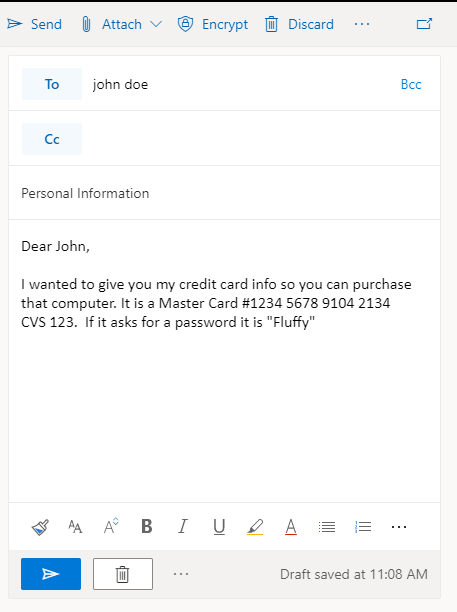 Send Attach Encrypt Discard ...
To john doe Bcc
Cc
Personal Information
Dear John,
I wanted to give you my credit card info so you can purchase
that computer. It is a Master Card #1234 5678 9104 2134
CVS 123.  If it asks for a password it is "Fluffy"
AA A B I U A ...
... Draft saved at 11:08 AM